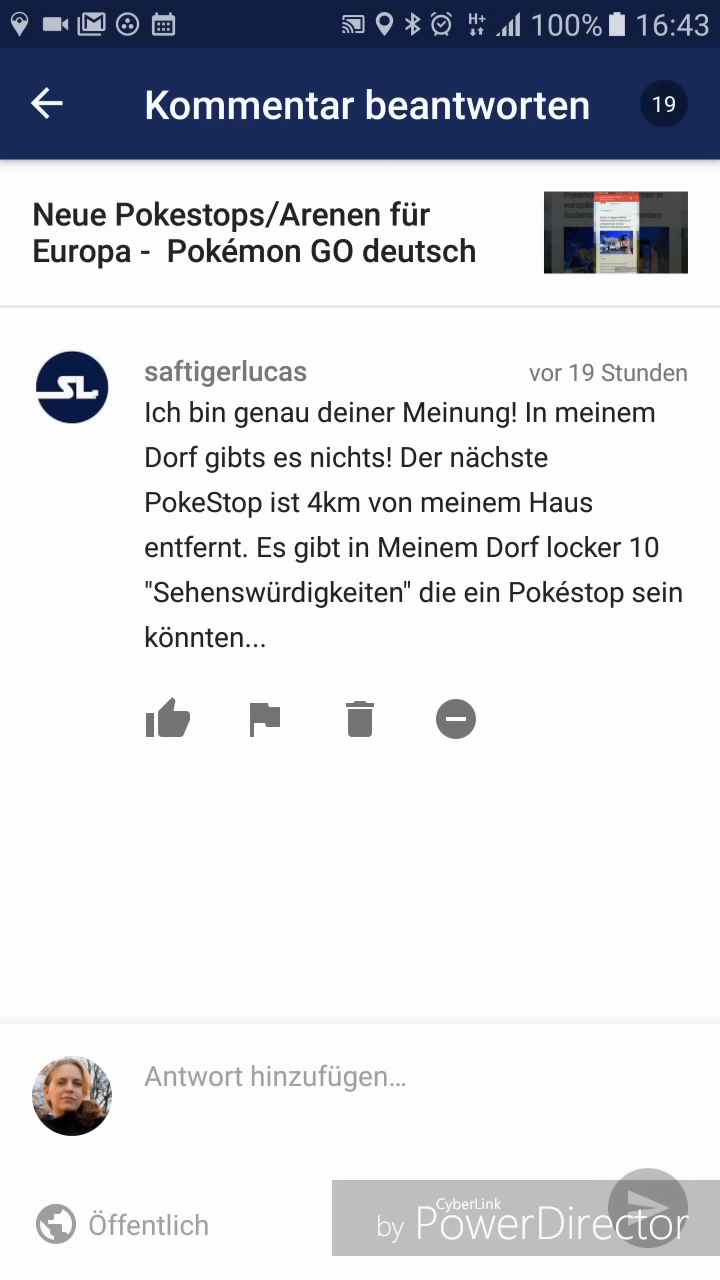 100% 16:43
Kommentar beantworten 19
Neue Pokestops/Arenen für
Europa - Pokémon GO deutsch
SL
saftigerlucas vor 19 Stunden
Ich bin genau deiner Meinung! In meinem
Dorf gibts es nichts! Der nächste
PokeStop ist 4km von meinem Haus
entfernt. Es gibt in Meinem Dorf locker 10
"Sehenswürdigkeiten" die ein Pokéstop sein
könnten...
Antwort hinzufügen...
Öffentlich
CyberLink
by PowerDirector